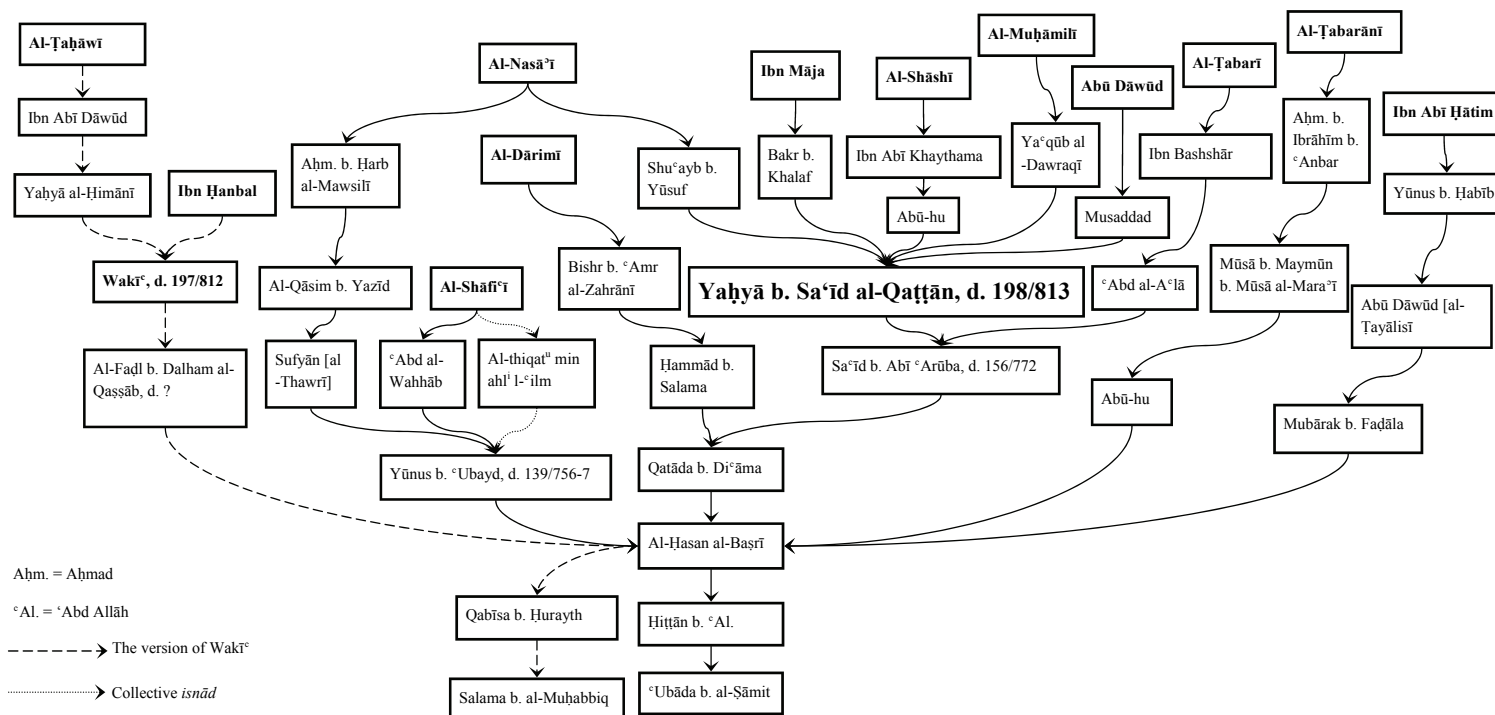 Al-Ṭaḥāwī
Al-Nasāʾī
Ibn Māja
Al-Shāshī
Al-Muḥāmilī
Abū Dāwūd
Al-Ṭabarī
Al-Ṭabarānī
Ibn Abī Ḥātim
Ibn Abī Dāwūd
Yaḥyā al-Ḥimānī
Ibn Ḥanbal
Aḥm. b. Ḥarb
al-Mawsilī
Al-Dārimī
Shuʿayb b.
Yūsuf
Bakr b.
Khalaf
Ibn Abī Khaythama
Abū-hu
Yaʿqūb al
-Dawraqī
Musaddad
Ibn Bashshār
Aḥm. b.
Ibrāhīm b.
ʿAnbar
Yūnus b. Ḥabīb
Wakīʿ, d. 197/812
Al-Qāsim b. Yazīd
Al-Shāfiʿī
Bishr b. ʿAmr
al-Zahrānī
Yaḥyā b. Sa‘īd al-Qaṭṭān, d. 198/813
ʿAbd al-Aʿlā
Mūsā b. Maymūn
b. Mūsā al-Maraʾī
Abū Dāwūd [al-
Ṭayālisī
Al-Faḍl b. Dalham al-
Qaṣṣāb, d. ?
Sufyān [al
-Thawrī]
ʿAbd al-
Wahhāb
Al-thiqatᵘ min
ahlⁱ l-ʿilm
Ḥammād b.
Salama
Saʿīd b. Abī ʿArūba, d. 156/772
Abū-hu
Mubārak b. Faḍāla
Yūnus b. ʿUbayd, d. 139/756-7
Qatāda b. Diʿāma
Al-Ḥasan al-Baṣrī
Qabīsa b. Ḥurayth
Ḥiṭṭān b. ʿAl.
Salama b. al-Muḥabbiq
ʿUbāda b. al-Ṣāmit
Aḥm. = Aḥmad
ʿAl. = ‘Abd Allāh
The version of Wakīʿ
Collective isnād